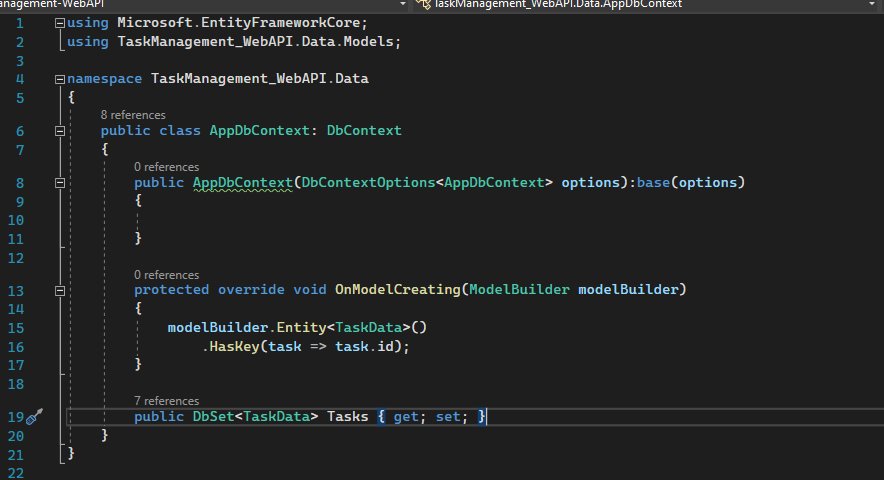 anagement-WebAPI TaskManagement_WebAPI.Data.AppDbContext
1 using Microsoft.EntityFrameworkCore;
2 using TaskManagement_WebAPI.Data.Models;
3
4 namespace TaskManagement_WebAPI.Data
5 {
8 references
6 public class AppDbContext: DbContext
7 {
0 references
8 public AppDbContext(DbContextOptions<AppDbContext> options):base(options)
9 {
10
11 }
12
0 references
13 protected override void OnModelCreating(ModelBuilder modelBuilder)
14 {
15 modelBuilder.Entity<TaskData>()
16 .HasKey(task => task.id);
17 }
18
7 references
19 public DbSet<TaskData> Tasks { get; set; }
20 }
21 }
22